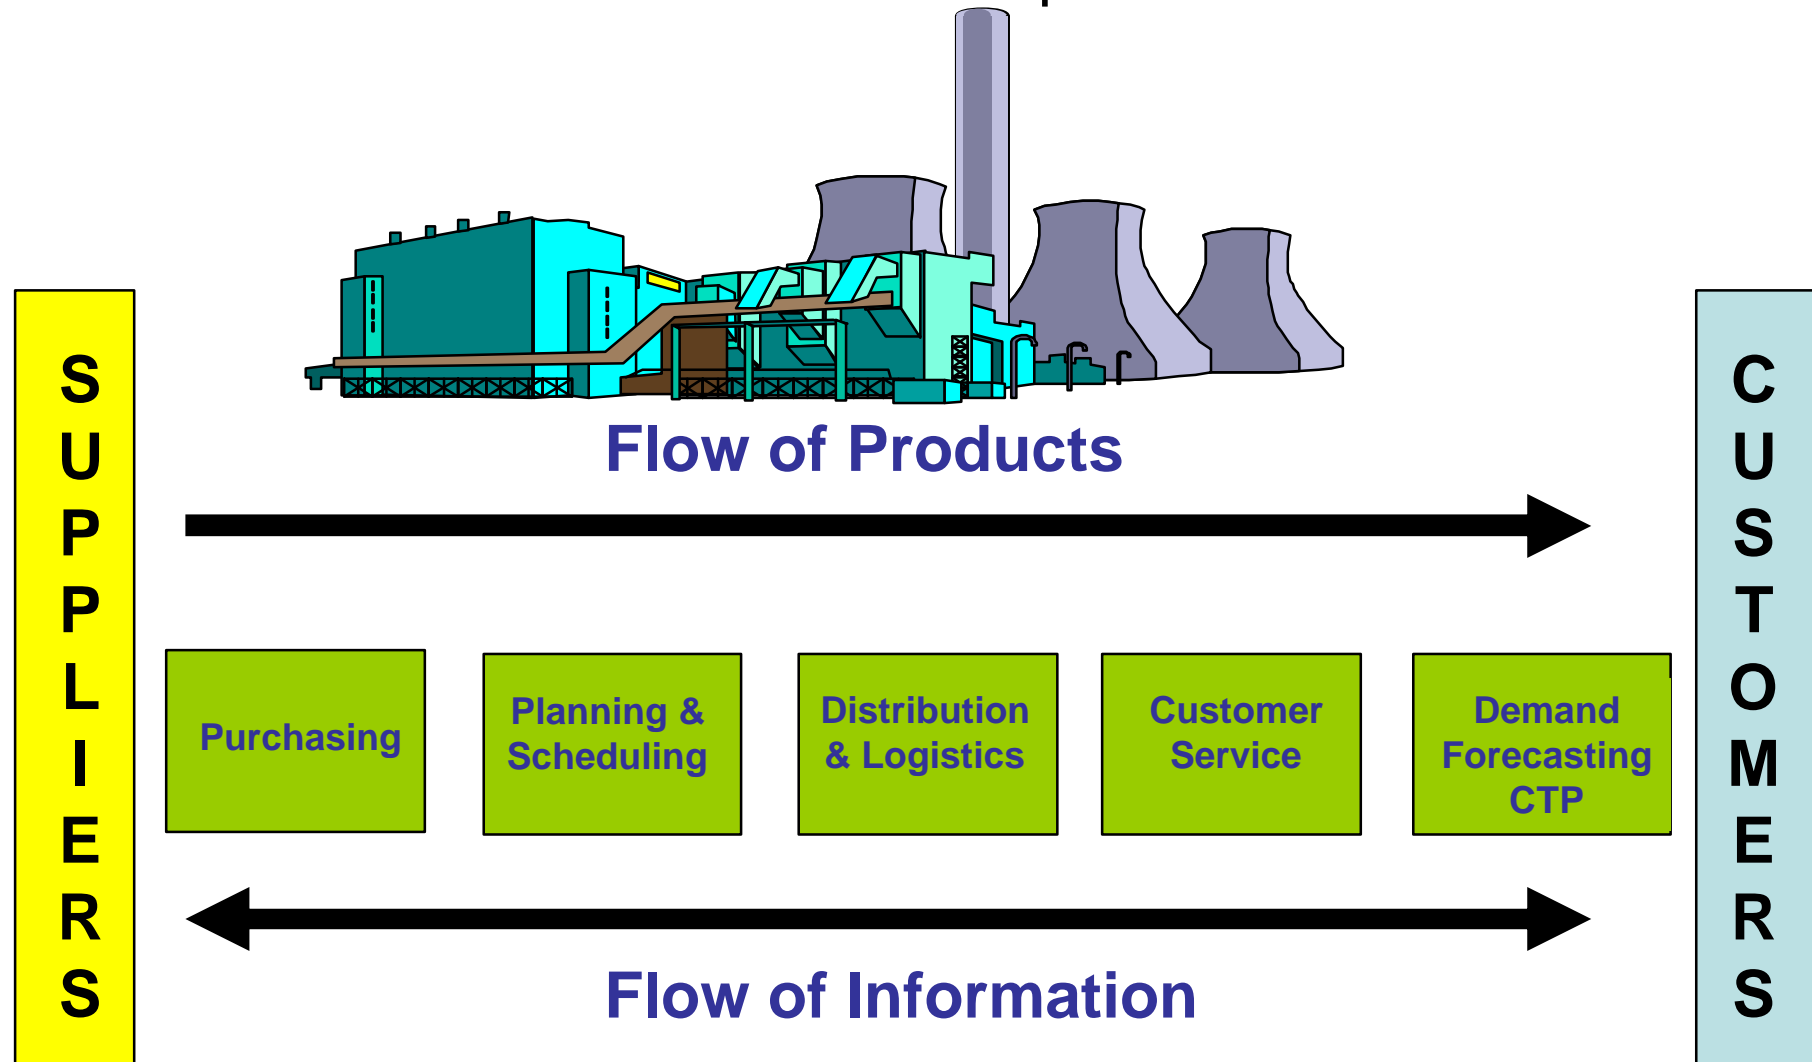 Flow of Products
SUPPLIERS
CUSTOMERS
Purchasing
Planning &
Scheduling
Distribution
& Logistics
Customer
Service
Demand
Forecasting
CTP
Flow of Information